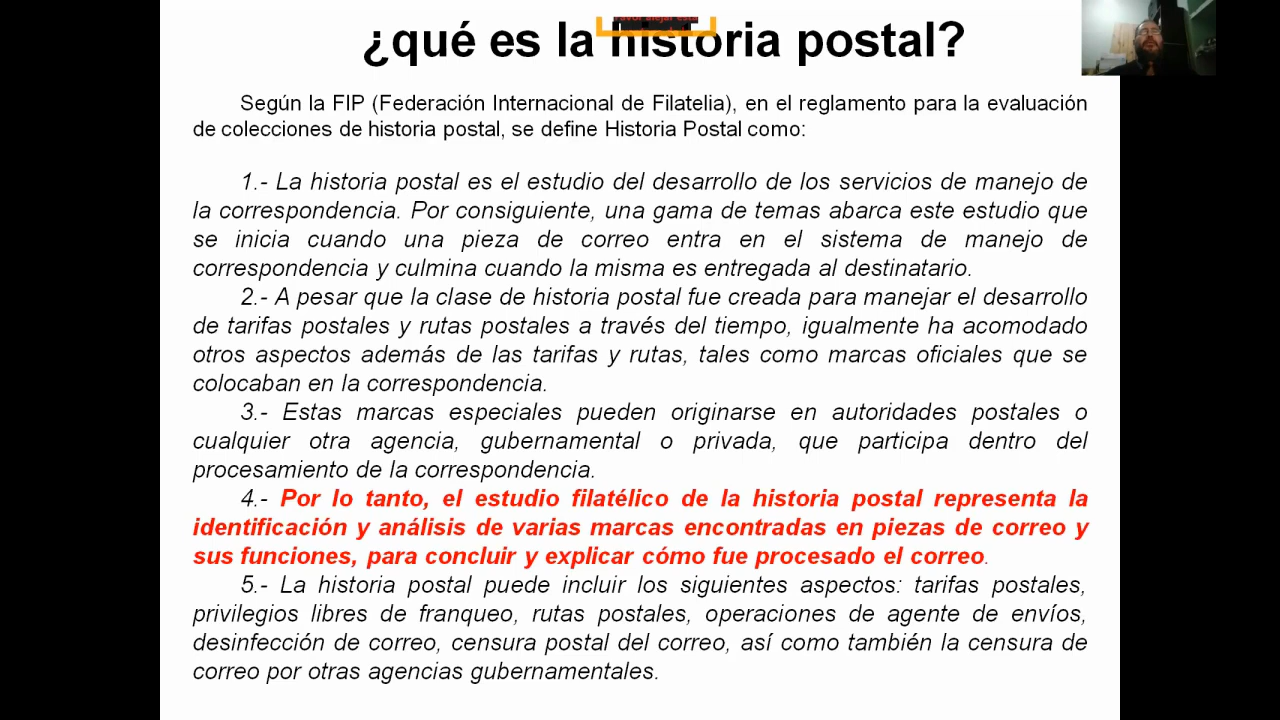 ¿qué es la historia postal?
Según la FIP (Federación Internacional de Filatelia), en el reglamento para la evaluación
de colecciones de historia postal, se define Historia Postal como:
1.- La historia postal es el estudio del desarrollo de los servicios de manejo de
la correspondencia. Por consiguiente, una gama de temas abarca este estudio que
se inicia cuando una pieza de correo entra en el sistema de manejo de
correspondencia y culmina cuando la misma es entregada al destinatario.
2.- A pesar que la clase de historia postal fue creada para manejar el desarrollo
de tarifas postales y rutas postales a través del tiempo, igualmente ha acomodado
otros aspectos además de las tarifas y rutas, tales como marcas oficiales que se
colocaban en la correspondencia.
3.- Estas marcas especiales pueden originarse en autoridades postales o
cualquier otra agencia, gubernamental o privada, que participa dentro del
procesamiento de la correspondencia.
4.- Por lo tanto, el estudio filatélico de la historia postal representa la
identificación y análisis de varias marcas encontradas en piezas de correo y
sus funciones, para concluir y explicar cómo fue procesado el correo.
5.- La historia postal puede incluir los siguientes aspectos: tarifas postales,
privilegios libres de franqueo, rutas postales, operaciones de agente de envíos,
desinfección de correo, censura postal del correo, así como también la censura de
correo por otras agencias gubernamentales.